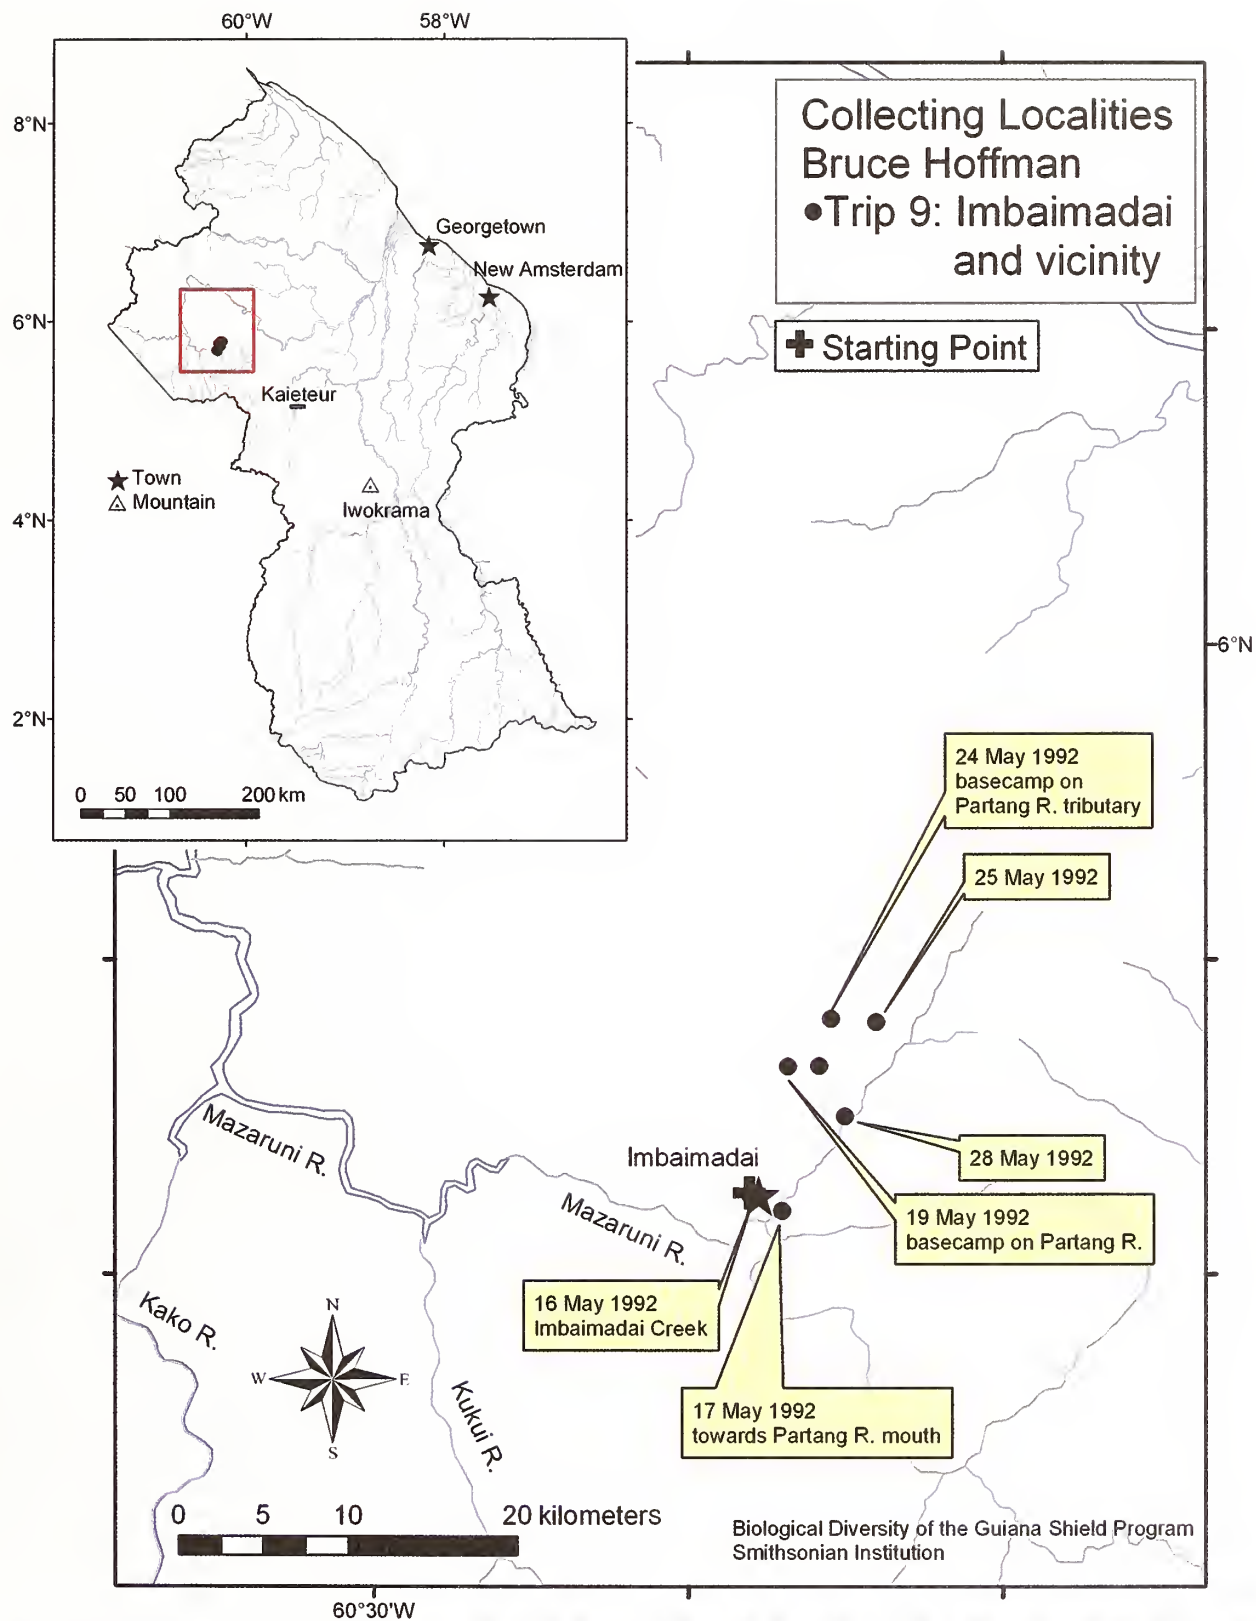 60°W
58°W
8°N
6°N
4°N
2°N
Georgetown
New Amsterdam
Kaieteur
Town
Mountain
Iwokrama
0 50 100 200 km
Collecting Localities
Bruce Hoffman
Trip 9: Imbaimadai
and vicinity
Starting Point
6°N
24 May 1992
basecamp on
Partang R. tributary
25 May 1992
28 May 1992
19 May 1992
basecamp on Partang R.
Imbaimadai
Mazaruni R.
Mazaruni R.
16 May 1992
Imbaimadai Creek
17 May 1992
towards Partang R. mouth
Kako R.
Kukui R.
N
W
E
S
0 5 10 20 kilometers
Biological Diversity of the Guiana Shield Program
Smithsonian Institution
60°30'W